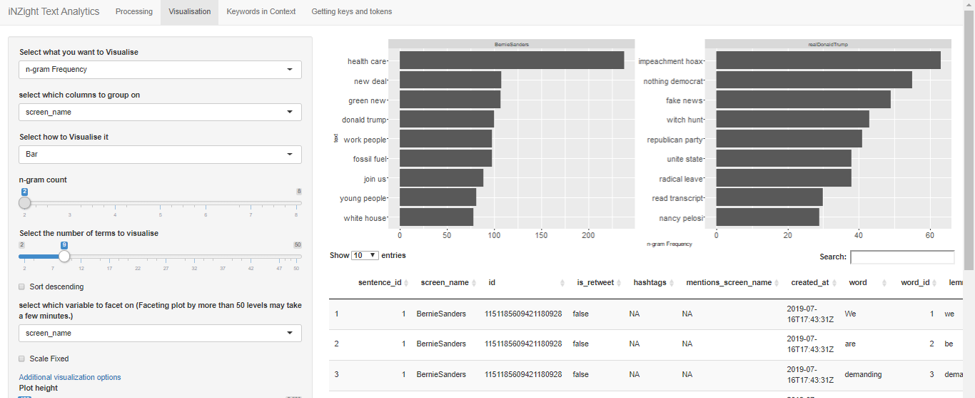 iNZight Text Analytics Processing Visualisation Keywords in Context Getting keys and tokens
Select what you want to Visualise
n-gram Frequency
select which columns to group on
screen_name
Select how to Visualise it
Bar
n-gram count
2 8
2 3 4 5 6 7 8
Select the number of terms to visualise
2 9 50
2 7 12 17 22 27 32 37 42 47 50
Sort descending
select which variable to facet on (Faceting plot by more than 50 levels may take
a few minutes.)
screen_name
Scale Fixed
Additional visualization options
Plot height
BernieSanders
health care
new deal
green new
donald trump
work people
fossil fuel
join us
young people
white house
text
0 50 100 150 200
realDonaldTrump
impeachment hoax
nothing democrat
fake news
witch hunt
republican party
unite state
radical leave
read transcript
nancy pelosi
0 20 40 60
n-gram Frequency
Show 10 entries Search:
sentence_id screen_name id is_retweet hashtags mentions_screen_name created_at word word_id lem
1 1 BernieSanders 1151185609421180928 false NA NA 2019-07-16T17:43:31Z We 1 we
2 1 BernieSanders 1151185609421180928 false NA NA 2019-07-16T17:43:31Z are 2 be
3 1 BernieSanders 1151185609421180928 false NA NA 2019-07-16T17:43:31Z demanding 3 dema